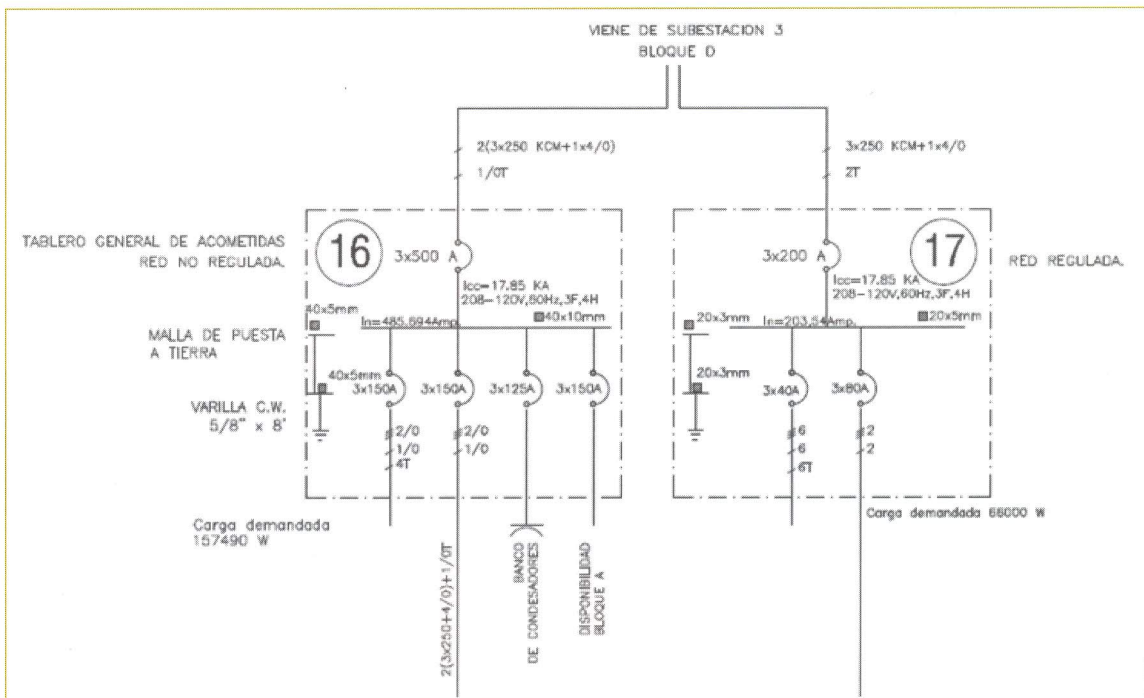 VIENE DE SUBESTACION 3
BLOQUE D
2(3x250 KCM+1x4/0)
1/0T
3x250 KCM+1x4/0
2T
TABLERO GENERAL DE ACOMETIDAS
RED NO REGULADA.
16
3x500 A
Icc=17.85 KA
208-120V,60Hz,3F,4H
40x5mm
In=485.694Amp.
40x10mm
MALLA DE PUESTA
A TIERRA
40x5mm
3x150A
3x150A
3x125A
3x150A
VARILLA C.W.
5/8" x 8'
2/0
1/0
4T
2/0
1/0
Carga demandada
157490 W
2(3x250+4/0)+1/0T
BANCO
DE CONDESADORES
DISPONIBILIDAD
BLOQUE A
17
RED REGULADA.
3x200 A
Icc=17.85 KA
208-120V,60Hz,3F,4H
20x3mm
In=203.54Amp.
20x5mm
20x3mm
3x40A
3x80A
6
6
6T
2
2
Carga demandada 66000 W